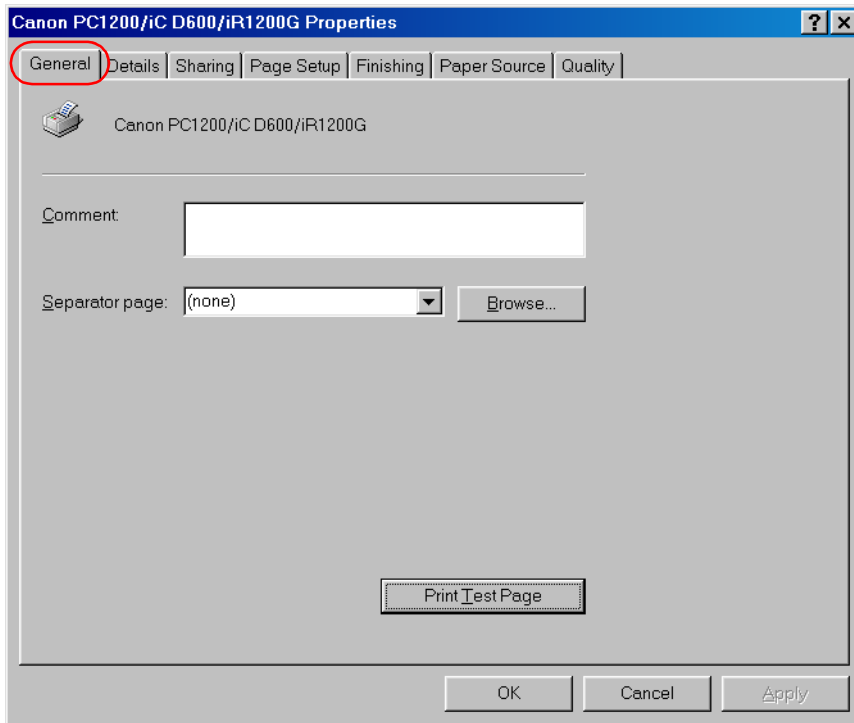 Canon PC1200/iC D600/iR1200G Properties
General Details Sharing Page Setup Finishing Paper Source Quality
Canon PC1200/iC D600/iR1200G
Comment:
Separator page: (none) Browse...
Print Test Page
OK Cancel Apply